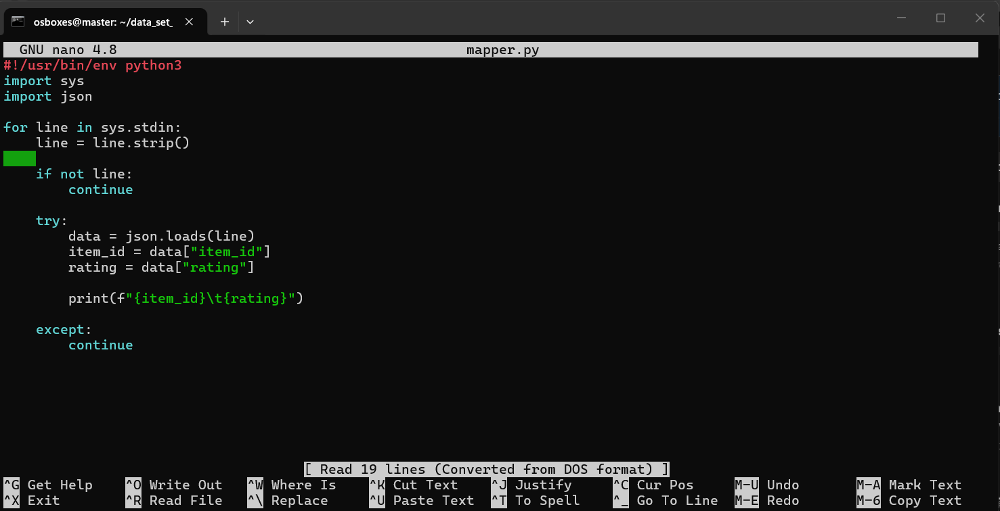 osboxes@master: ~/data_set_
GNU nano 4.8 mapper.py
#!/usr/bin/env python3
import sys
import json
for line in sys.stdin:
    line = line.strip()
    if not line:
        continue
    try:
        data = json.loads(line)
        item_id = data["item_id"]
        rating = data["rating"]
        print(f"{item_id}\t{rating}")
    except:
        continue
[ Read 19 lines (Converted from DOS format) ]
^G Get Help ^O Write Out ^W Where Is ^K Cut Text ^J Justify ^C Cur Pos M-U Undo M-A Mark Text
^X Exit ^R Read File ^\ Replace ^U Paste Text ^T To Spell ^_ Go To Line M-E Redo M-6 Copy Text